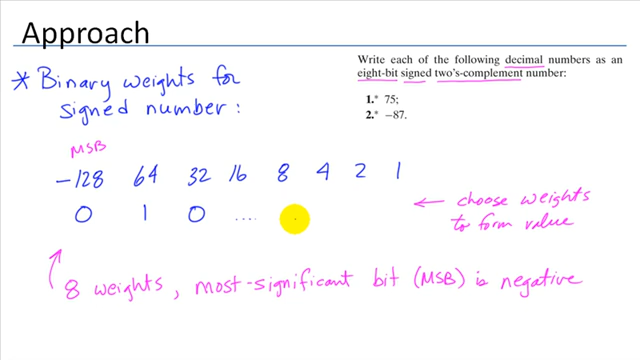 Approach
Write each of the following decimal numbers as an
eight-bit signed two's-complement number:
1.* 75;
2.* −87.
* Binary weights for
signed number :
MSB
-128 64 32 16 8 4 2 1
0 1 0 ....
← choose weights
to form value
8 weights, most-significant bit (MSB) is negative